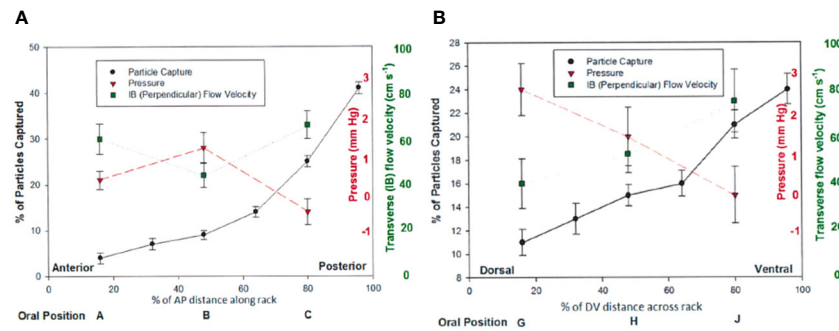 A
50
40
30
20
10
0
% of Particles Captured
Particle Capture
Pressure
IB (Perpendicular) Flow Velocity
3
2
1
0
-1
Pressure (mm Hg)
100
80
60
40
20
0
Transverse (IB) flow velocity (cm s⁻¹)
Anterior
Posterior
0 20 40 60 80 100
% of AP distance along rack
Oral Position A B C
B
28
26
24
22
20
18
16
14
12
10
8
% of Particles Captured
Particle Capture
Pressure
IB (Perpendicular) Flow Velocity
3
2
1
0
-1
Pressure (mm Hg)
100
80
60
40
20
0
Transverse (IB) flow velocity (cm s⁻¹)
Dorsal
Ventral
0 20 40 60 80 100
% of DV distance across rack
Oral Position G H J